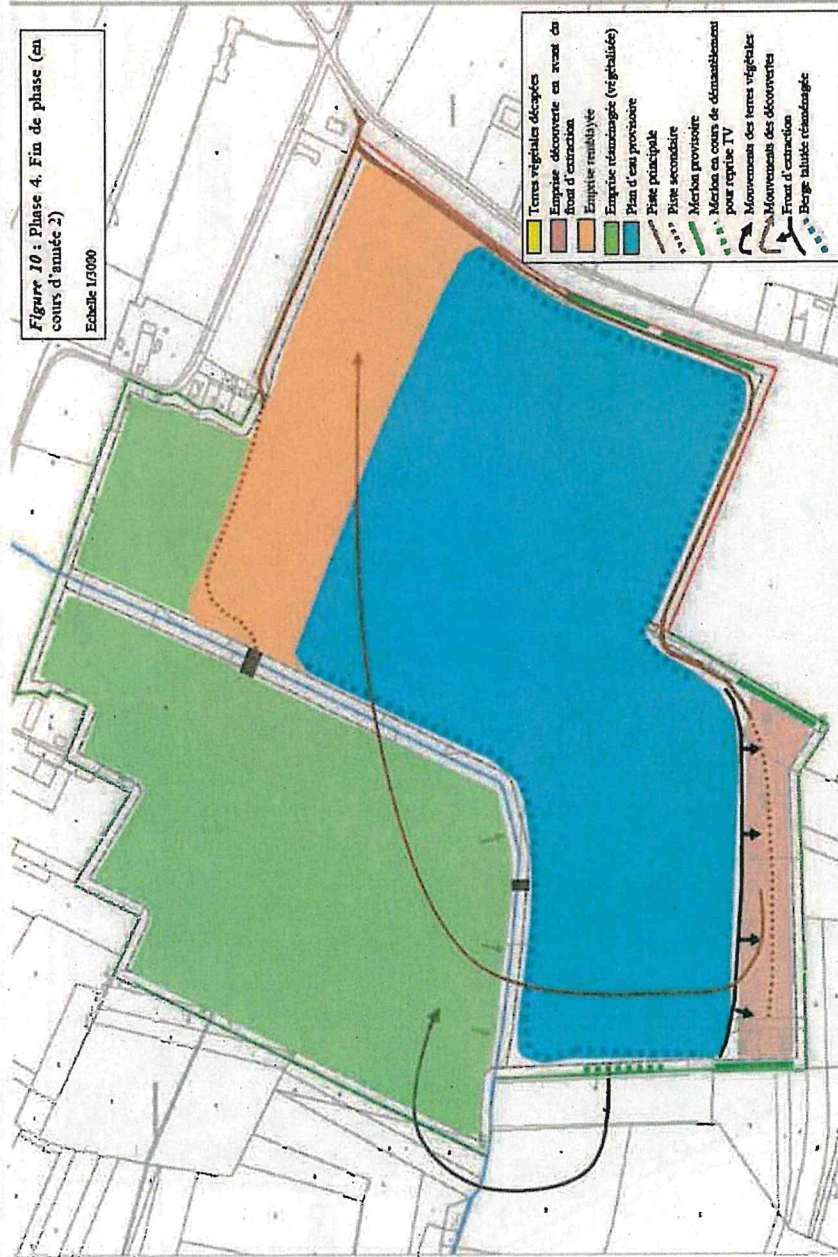 Figure 10 : Phase 4. Fin de phase (en
cours d'année 2)
Echelle 1/3000
Terres végétales décapées
Emprise découverte en avant du
front d'extraction
Emprise remblayée
Emprise réaménagée (végétalisée)
Plan d'eau provisoire
Piste principale
Piste secondaire
Merlon provisoire
Merlon en cours de démantèlement
pour reprise TV
Mouvements des terres végétales
Mouvements des découvertes
Front d'extraction
Berge talutée réaménagée